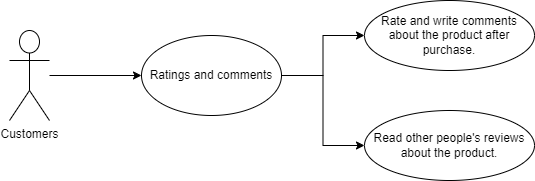 Rate and write comments
about the product after
purchase.
Ratings and comments
Customers
Read other people's reviews
about the product.